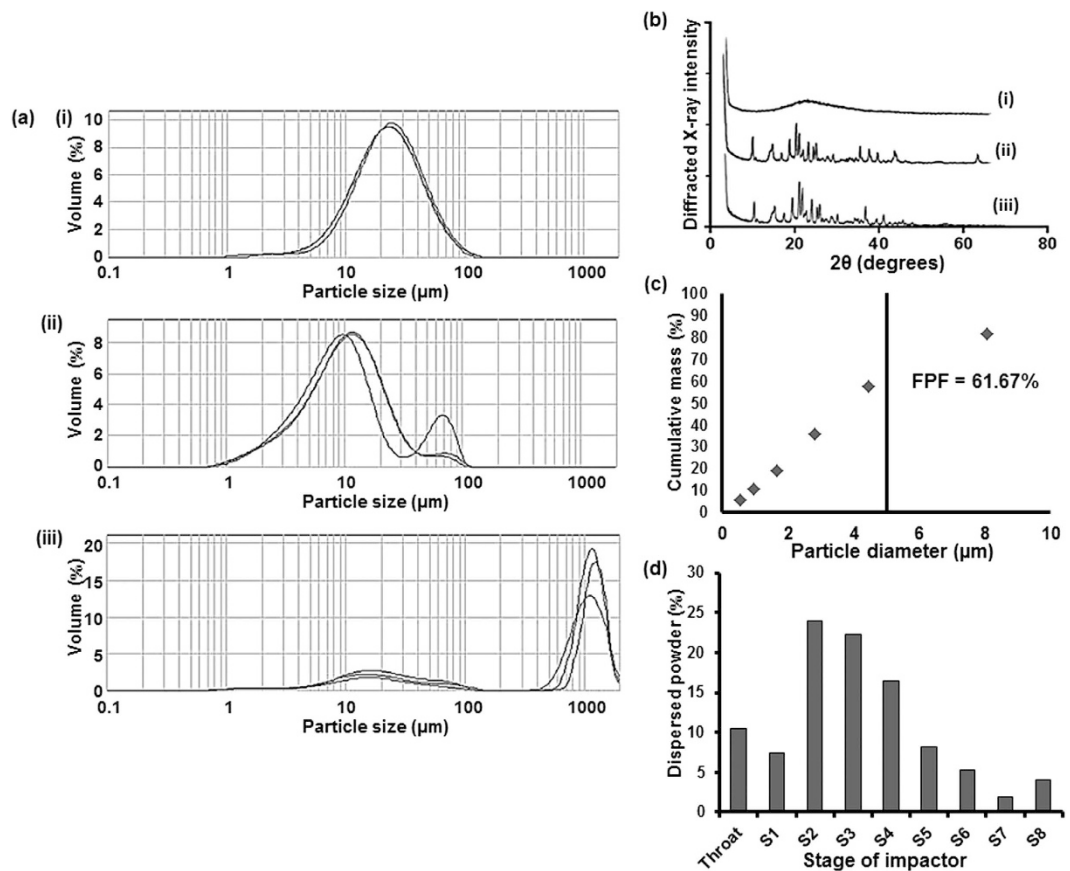 (a)
(i)
Volume (%)
10
8
6
4
2
0
0.1 1 10 100 1000
Particle size (µm)
(ii)
Volume (%)
8
6
4
2
0
0.1 1 10 100 1000
Particle size (µm)
(iii)
Volume (%)
20
15
10
5
0
0.1 1 10 100 1000
Particle size (µm)
(b)
Diffracted X-ray intensity
(i)
(ii)
(iii)
0 20 40 60 80
2θ (degrees)
(c)
Cumulative mass (%)
100
90
80
70
60
50
40
30
20
10
0
FPF = 61.67%
0 2 4 6 8 10
Particle diameter (µm)
(d)
Dispersed powder (%)
30
25
20
15
10
5
0
Throat S1 S2 S3 S4 S5 S6 S7 S8
Stage of impactor